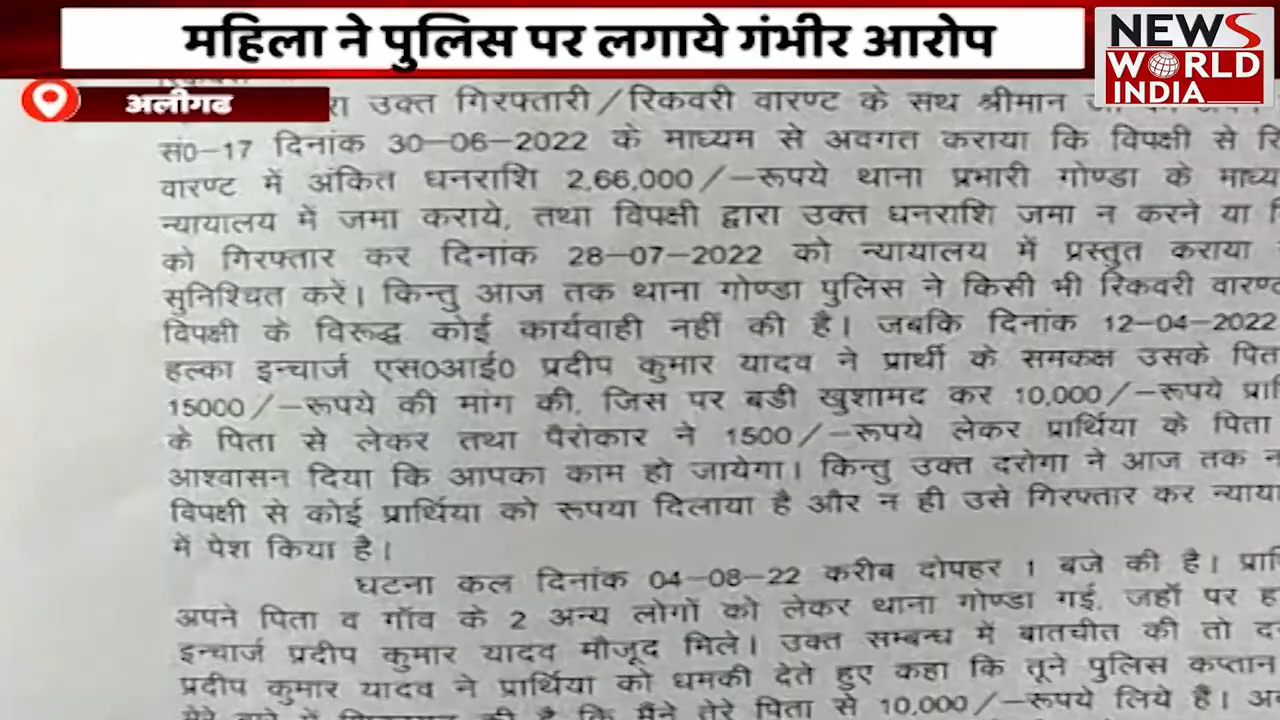 महिला ने पुलिस पर लगाये गंभीर आरोप
NEWS
WORLD
INDIA
अलीगढ
उक्त गिरफ्तारी/रिकवरी वारण्ट के सथ श्रीमान
सं0-17 दिनांक 30-06-2022 के माध्यम से अवगत कराया कि विपक्षी से
वारण्ट में अंकित धनराशि 2,66,000/-रूपये थाना प्रभारी गोण्डा के
न्यायालय में जमा कराये, तथा विपक्षी द्वारा उक्त धनराशि जमा न करने या
को गिरफ्तार कर दिनांक 28-07-2022 को न्यायालय में प्रस्तुत कराया
सुनिश्चित करें। किन्तु आज तक थाना गोण्डा पुलिस ने किसी भी रिकवरी वारण्ट
विपक्षी के विरूद्ध कोई कार्यवाही नहीं की है। जबकि दिनांक 12-04-2022
हल्का इन्चार्ज एस0आई0 प्रदीप कुमार यादव ने प्रार्थी के समकक्ष उसके पिता
15000/-रूपये की मांग की, जिस पर बडी खुशामद कर 10,000/-रूपये
के पिता से लेकर तथा पैरोकार ने 1500/-रूपये लेकर प्रार्थिया के पिता
आश्वासन दिया कि आपका काम हो जायेगा। किन्तु उक्त दरोगा ने आज तक
विपक्षी से कोई प्रार्थिया को रूपया दिलाया है और न ही उसे गिरफ्तार कर
में पेश किया है।
घटना कल दिनांक 04-08-22 करीब दोपहर 1 बजे की है।
अपने पिता व गॉव के 2 अन्य लोगों को लेकर थाना गोण्डा गई, जहाँ पर
इन्चार्ज प्रदीप कुमार यादव मौजूद मिले। उक्त सम्बन्ध में बातचीत की तो
प्रदीप कुमार यादव ने प्रार्थिया को धमकी देते हुए कहा कि तूने पुलिस कप्तान
की है कि मैंने तेरे पिता से 10,000/-रूपये लिये हैं।